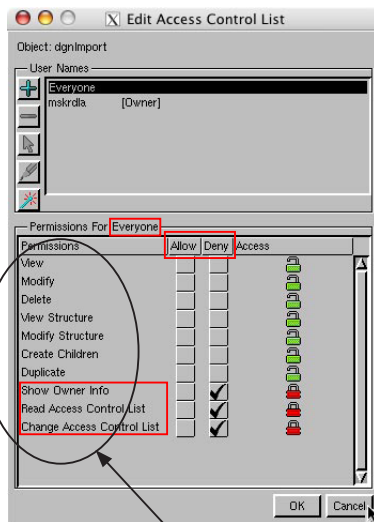 Edit Access Control List
Object: dgnImport
User Names
Everyone
mskrdla [Owner]
Permissions For Everyone
Permissions Allow Deny Access
View
Modify
Delete
View Structure
Modify Structure
Create Children
Duplicate
Show Owner Info
Read Access Control List
Change Access Control List
OK Cancel